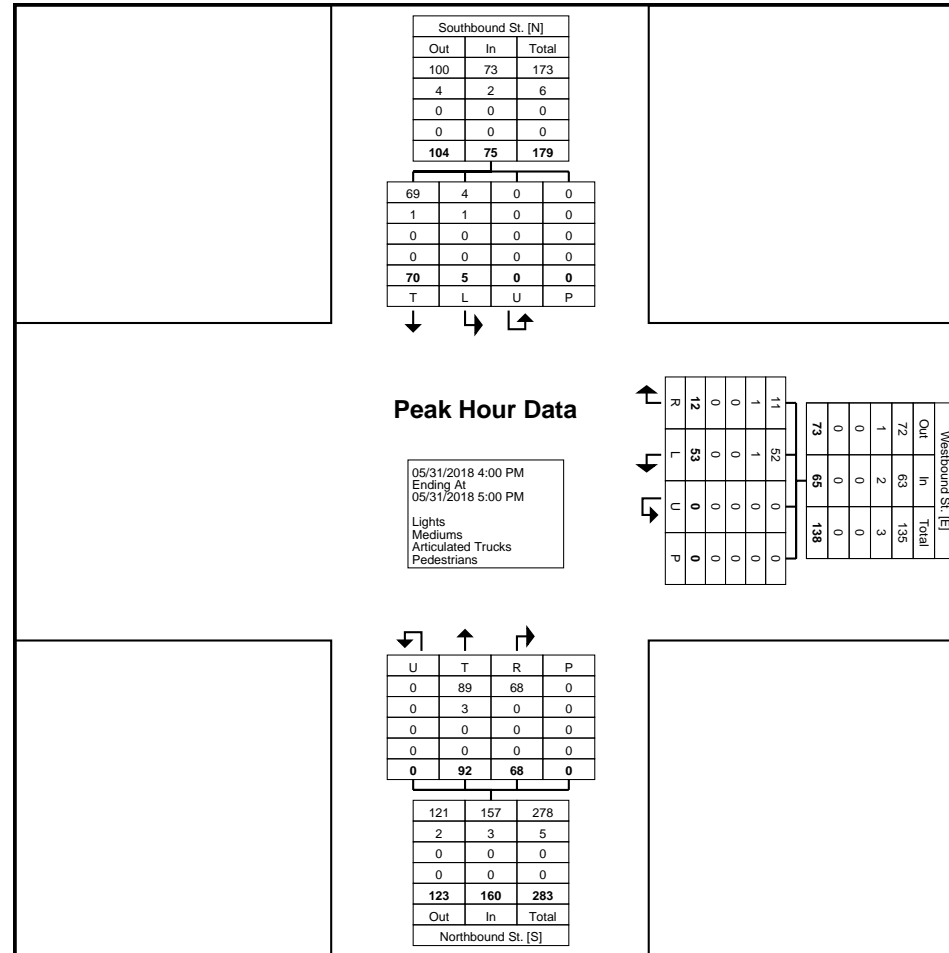 Southbound St. [N]
Out In Total
100 73 173
4 2 6
0 0 0
0 0 0
104 75 179
69 4 0 0
1 1 0 0
0 0 0 0
0 0 0 0
70 5 0 0
T L U P
Peak Hour Data
05/31/2018 4:00 PM
Ending At
05/31/2018 5:00 PM
Lights
Mediums
Articulated Trucks
Pedestrians
Westbound St. [E]
Out In Total
72 63 135
1 2 3
0 0 0
0 0 0
73 65 138
11 52 0 0
1 1 0 0
0 0 0 0
0 0 0 0
12 53 0 0
R L U P
U T R P
0 89 68 0
0 3 0 0
0 0 0 0
0 0 0 0
0 92 68 0
121 157 278
2 3 5
0 0 0
0 0 0
123 160 283
Out In Total
Northbound St. [S]